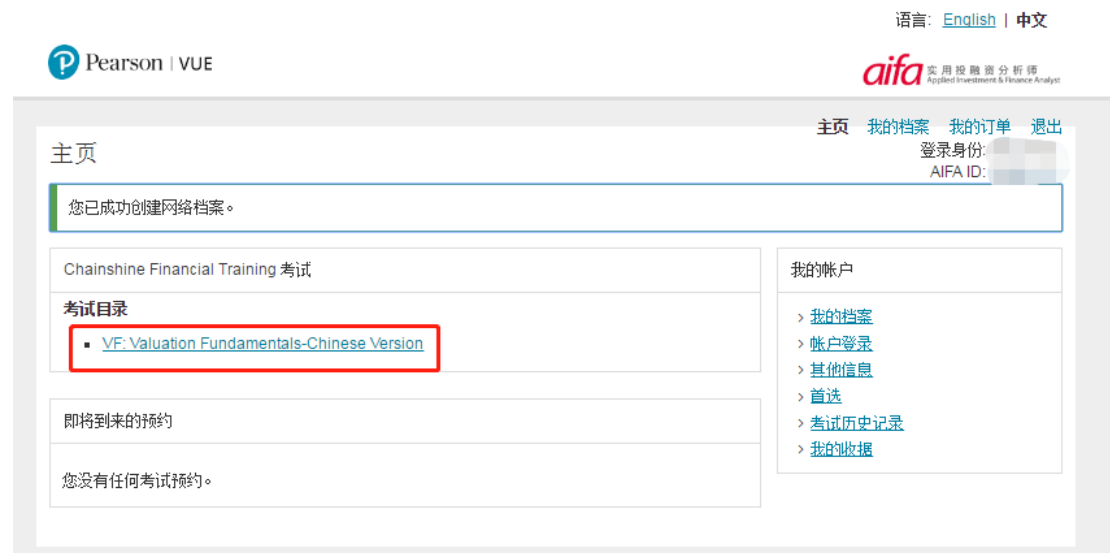 语言: English | 中文
Pearson | VUE
aifa 实用投融资分析师
Applied Investment & Finance Analyst
主页 我的档案 我的订单 退出
登录身份:
AIFA ID:
主页
您已成功创建网络档案。
Chainshine Financial Training 考试
考试目录
VF: Valuation Fundamentals-Chinese Version
即将到来的预约
您没有任何考试预约。
我的帐户
› 我的档案
› 帐户登录
› 其他信息
› 首选
› 考试历史记录
› 我的收据